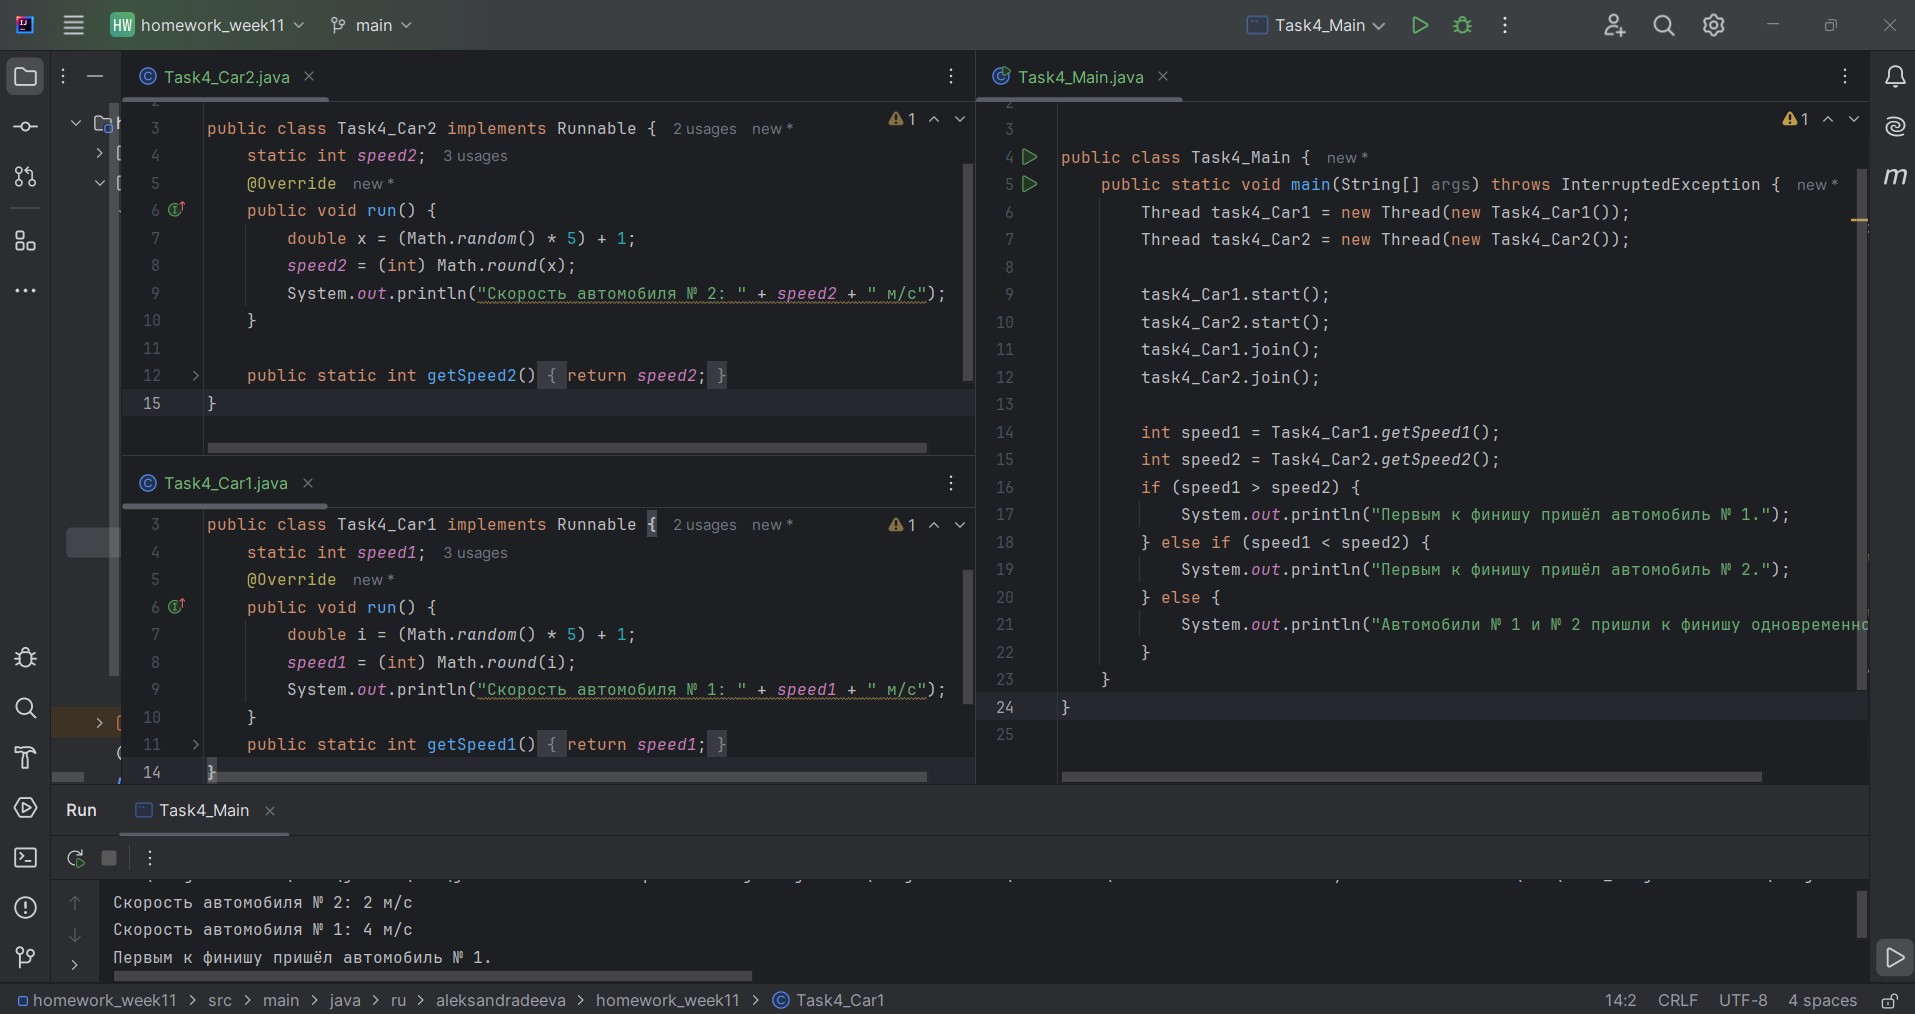 HW homework_week11 main Task4_Main
Task4_Car2.java
3 public class Task4_Car2 implements Runnable { 2 usages new *
1
4 static int speed2; 3 usages
5 @Override new *
6 public void run() {
7 double x = (Math.random() * 5) + 1;
8 speed2 = (int) Math.round(x);
9 System.out.println("Скорость автомобиля № 2: " + speed2 + " м/с");
10 }
11
12 public static int getSpeed2() { return speed2; }
15 }
Task4_Car1.java
3 public class Task4_Car1 implements Runnable { 2 usages new *
1
4 static int speed1; 3 usages
5 @Override new *
6 public void run() {
7 double i = (Math.random() * 5) + 1;
8 speed1 = (int) Math.round(i);
9 System.out.println("Скорость автомобиля № 1: " + speed1 + " м/с");
10 }
11 public static int getSpeed1() { return speed1; }
14 }
Task4_Main.java
2
3
1
4 public class Task4_Main { new *
5 public static void main(String[] args) throws InterruptedException { new *
6 Thread task4_Car1 = new Thread(new Task4_Car1());
7 Thread task4_Car2 = new Thread(new Task4_Car2());
8
9 task4_Car1.start();
10 task4_Car2.start();
11 task4_Car1.join();
12 task4_Car2.join();
13
14 int speed1 = Task4_Car1.getSpeed1();
15 int speed2 = Task4_Car2.getSpeed2();
16 if (speed1 > speed2) {
17 System.out.println("Первым к финишу пришёл автомобиль № 1.");
18 } else if (speed1 < speed2) {
19 System.out.println("Первым к финишу пришёл автомобиль № 2.");
20 } else {
21 System.out.println("Автомобили № 1 и № 2 пришли к финишу одновременно
22 }
23 }
24 }
25
m
Run Task4_Main
Скорость автомобиля № 2: 2 м/с
Скорость автомобиля № 1: 4 м/с
Первым к финишу пришёл автомобиль № 1.
homework_week11 > src > main > java > ru > aleksandradeeva > homework_week11 > Task4_Car1 14:2 CRLF UTF-8 4 spaces